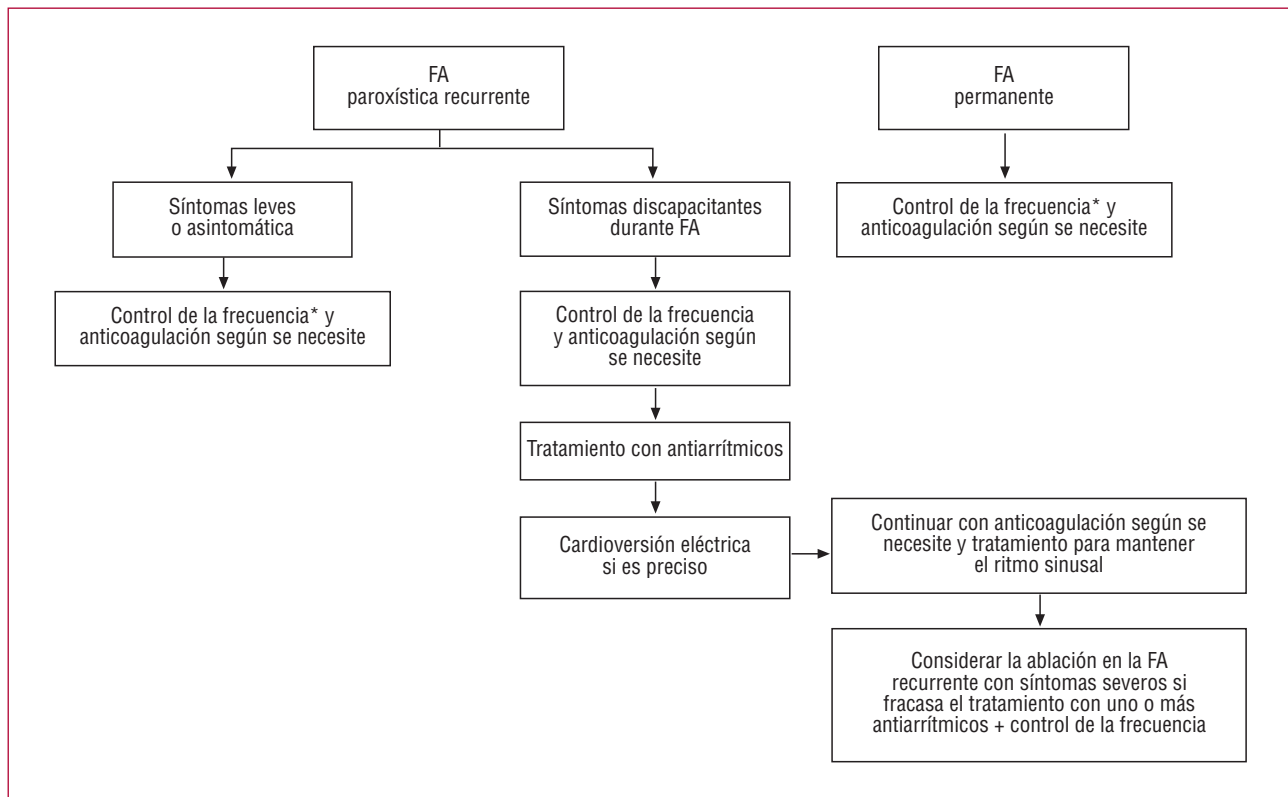 FA
paroxística recurrente
FA
permanente
Síntomas leves
o asintomática
Síntomas discapacitantes
durante FA
Control de la frecuencia* y
anticoagulación según se necesite
Control de la frecuencia* y
anticoagulación según se necesite
Control de la frecuencia
y anticoagulación según
se necesite
Tratamiento con antiarrítmicos
Cardioversión eléctrica
si es preciso
Continuar con anticoagulación según se
necesite y tratamiento para mantener
el ritmo sinusal
Considerar la ablación en la FA
recurrente con síntomas severos si
fracasa el tratamiento con uno o más
antiarrítmicos + control de la frecuencia